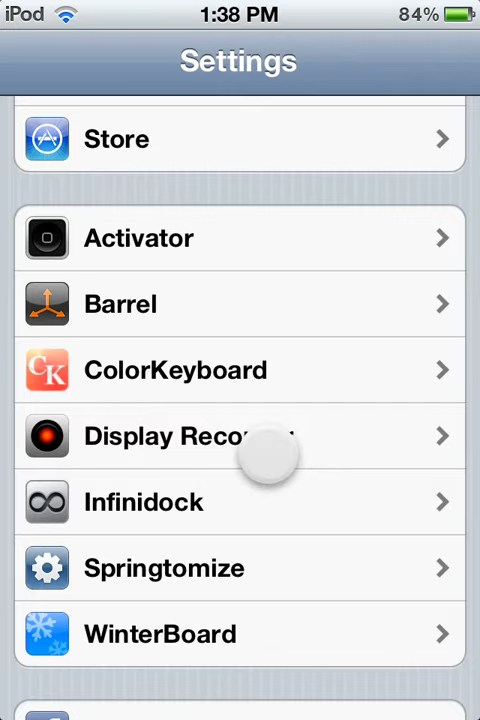 iPod 1:38 PM 84%
Settings
Store
Activator
Barrel
CK ColorKeyboard
Display
Infinidock
Springtomize
WinterBoard